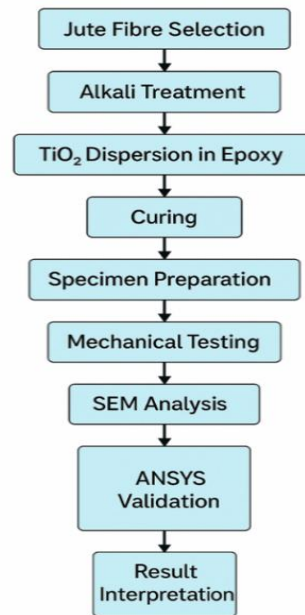 Jute Fibre Selection
Alkali Treatment
TiO₂ Dispersion in Epoxy
Curing
Specimen Preparation
Mechanical Testing
SEM Analysis
ANSYS
Validation
Result
Interpretation